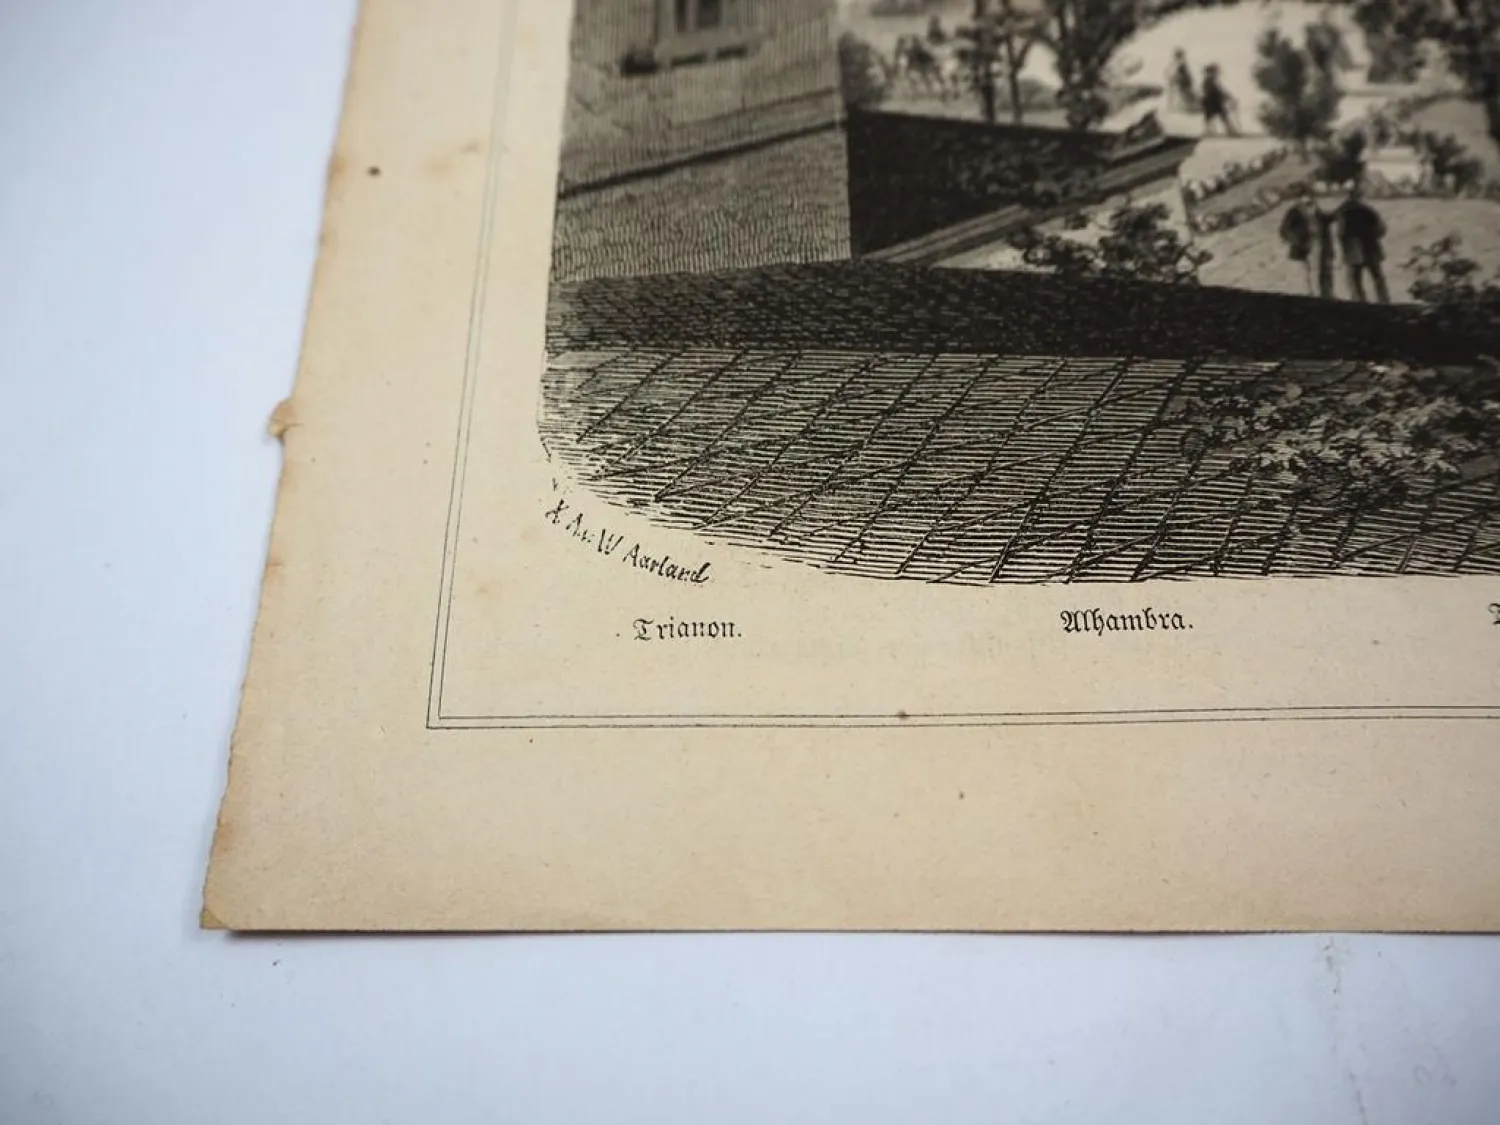 X. A. v. W Aarland
Trianon.
Alhambra.